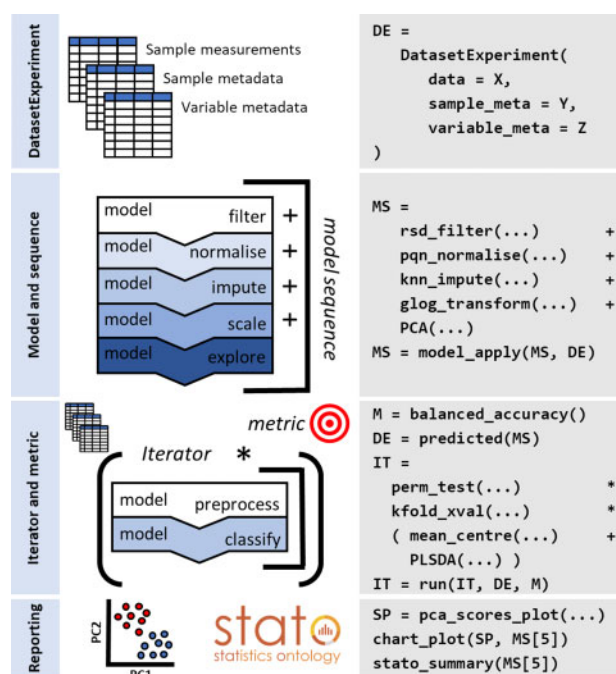 DatasetExperiment
Sample measurements
Sample metadata
Variable metadata
DE =
DatasetExperiment(
data = X,
sample_meta = Y,
variable_meta = Z
)
Model and sequence
model filter +
model normalise +
model impute +
model scale +
model explore
model sequence
MS =
rsd_filter(...) +
pqn_normalise(...) +
knn_impute(...) +
glog_transform(...) +
PCA(...)
MS = model_apply(MS, DE)
Iterator and metric
metric
Iterator *
model preprocess
model classify
M = balanced_accuracy()
DE = predicted(MS)
IT =
perm_test(...) *
kfold_xval(...) *
( mean_centre(...) +
PLSDA(...) )
IT = run(IT, DE, M)
Reporting
PC2
PC1
stato
statistics ontology
SP = pca_scores_plot(...)
chart_plot(SP, MS[5])
stato_summary(MS[5])